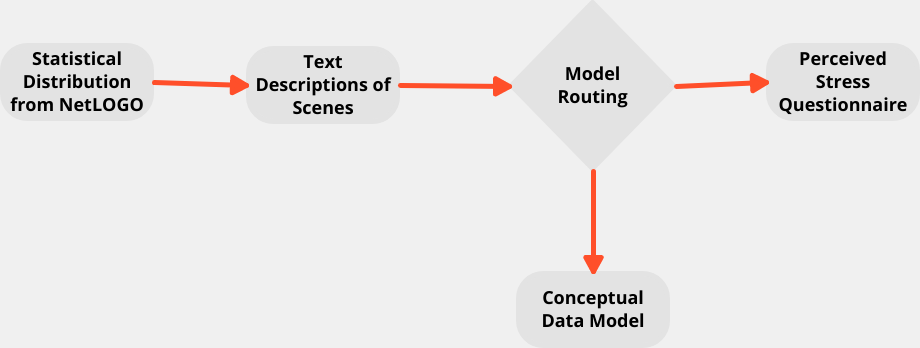 Statistical
Distribution
from NetLOGO
Text
Descriptions of
Scenes
Model
Routing
Perceived
Stress
Questionnaire
Conceptual
Data Model